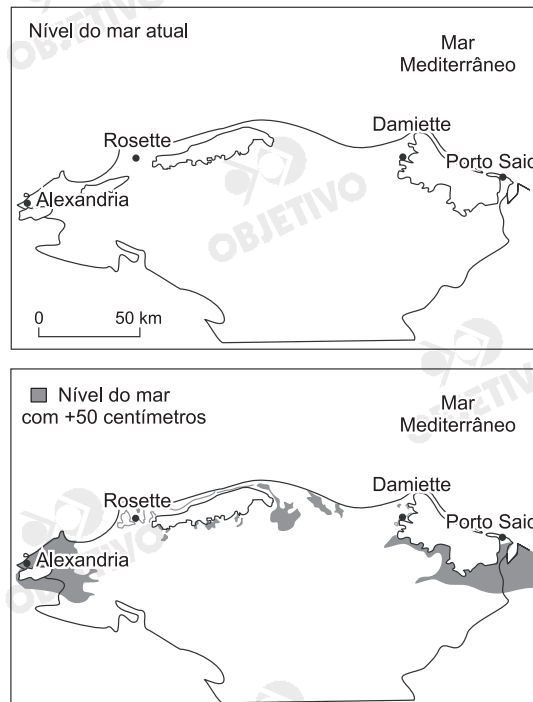 Nível do mar atual
Mar
Mediterrâneo
Rosette
Damiette
Porto Said
Alexandria
0 50 km
OBJETIVO
Nível do mar
com +50 centímetros
Mar
Mediterrâneo
Rosette
Damiette
Porto Said
Alexandria
OBJETIVO